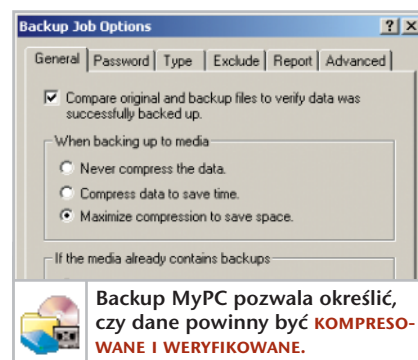 Backup Job Options
General Password Type Exclude Report Advanced
Compare original and backup files to verify data was
successfully backed up.
When backing up to media
Never compress the data.
Compress data to save time.
Maximize compression to save space.
If the media already contains backups
Backup MyPC pozwala określić,
czy dane powinny być KOMPRESO-
WANE I WERYFIKOWANE.